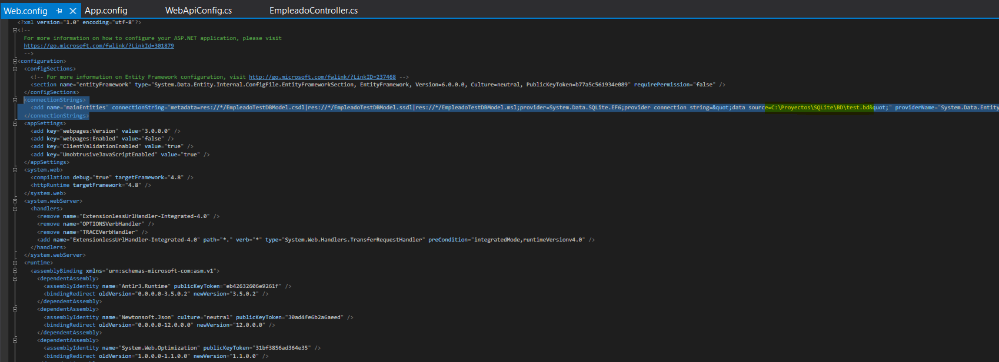 Web.config App.config WebApiConfig.cs EmpleadoController.cs
<?xml version="1.0" encoding="utf-8"?>
<!--
For more information on how to configure your ASP.NET application, please visit
https://go.microsoft.com/fwlink/?LinkId=301879
-->
<configuration>
<configSections>
<!-- For more information on Entity Framework configuration, visit http://go.microsoft.com/fwlink/?LinkID=237468 -->
<section name="entityFramework" type="System.Data.Entity.Internal.ConfigFile.EntityFrameworkSection, EntityFramework, Version=6.0.0.0, Culture=neutral, PublicKeyToken=b77a5c561934e089" requirePermission="false" />
</configSections>
<connectionStrings>
<add name="mainEntities" connectionString="metadata=res://*/EmpleadoTestDBModel.csdl|res://*/EmpleadoTestDBModel.ssdl|res://*/EmpleadoTestDBModel.msl;provider=System.Data.SQLite.EF6;provider connection string=&quot;data source=C:\Proyectos\SQLite\BD\test.bd&quot;" providerName="System.Data.Entity
</connectionStrings>
<appSettings>
<add key="webpages:Version" value="3.0.0.0" />
<add key="webpages:Enabled" value="false" />
<add key="ClientValidationEnabled" value="true" />
<add key="UnobtrusiveJavaScriptEnabled" value="true" />
</appSettings>
<system.web>
<compilation debug="true" targetFramework="4.8" />
<httpRuntime targetFramework="4.8" />
</system.web>
<system.webServer>
<handlers>
<remove name="ExtensionlessUrlHandler-Integrated-4.0" />
<remove name="OPTIONSVerbHandler" />
<remove name="TRACEVerbHandler" />
<add name="ExtensionlessUrlHandler-Integrated-4.0" path="*." verb="*" type="System.Web.Handlers.TransferRequestHandler" preCondition="integratedMode,runtimeVersionv4.0" />
</handlers>
</system.webServer>
<runtime>
<assemblyBinding xmlns="urn:schemas-microsoft-com:asm.v1">
<dependentAssembly>
<assemblyIdentity name="Antlr3.Runtime" publicKeyToken="eb42632606e9261f" />
<bindingRedirect oldVersion="0.0.0.0-3.5.0.2" newVersion="3.5.0.2" />
</dependentAssembly>
<dependentAssembly>
<assemblyIdentity name="Newtonsoft.Json" culture="neutral" publicKeyToken="30ad4fe6b2a6aeed" />
<bindingRedirect oldVersion="0.0.0.0-12.0.0.0" newVersion="12.0.0.0" />
</dependentAssembly>
<dependentAssembly>
<assemblyIdentity name="System.Web.Optimization" publicKeyToken="31bf3856ad364e35" />
<bindingRedirect oldVersion="1.0.0.0-1.1.0.0" newVersion="1.1.0.0" />